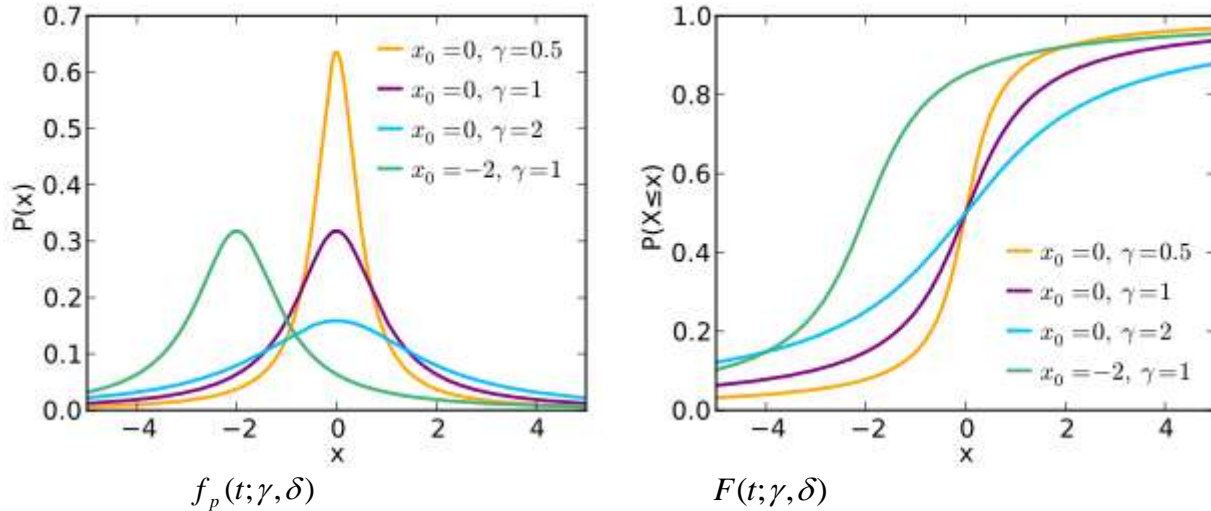 0.7
0.6
0.5
0.4
0.3
0.2
0.1
0.0
P(x)
−4 −2 0 2 4
x
x₀ =0, γ=0.5
x₀ =0, γ=1
x₀ =0, γ=2
x₀ =−2, γ=1
1.0
0.8
0.6
0.4
0.2
0.0
P(X≤x)
−4 −2 0 2 4
x
x₀ =0, γ=0.5
x₀ =0, γ=1
x₀ =0, γ=2
x₀ =−2, γ=1
fₚ(t;γ,δ) F(t;γ,δ)